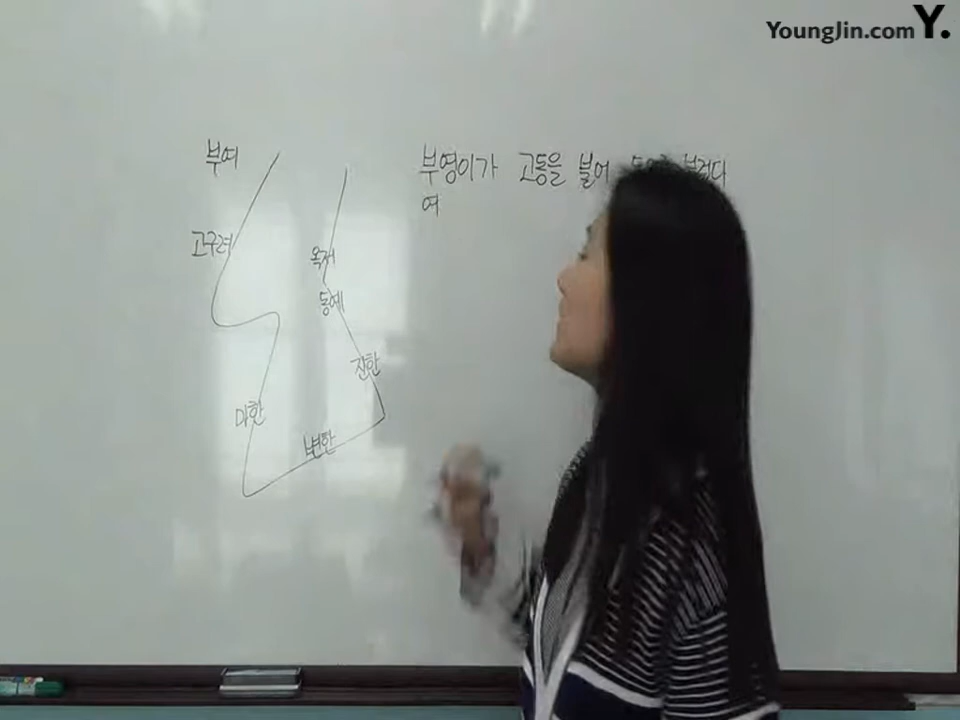 YoungJin.com Y.
부여
부영이가 고동을 불어
여
고구려
옥저
동예
진한
마한
변한